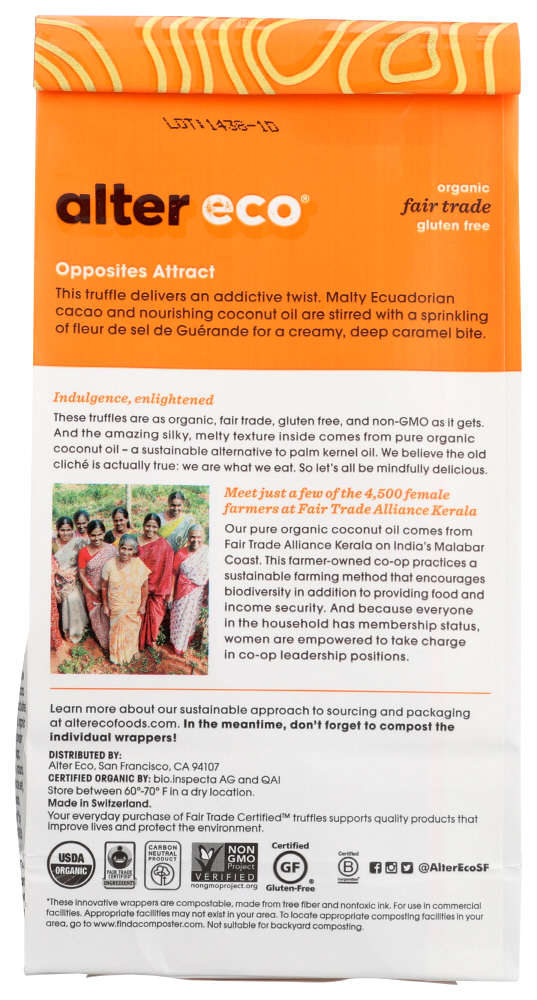 LOT:1438-1D
alter eco®
organic
fair trade
gluten free
Opposites Attract
This truffle delivers an addictive twist. Malty Ecuadorian
cacao and nourishing coconut oil are stirred with a sprinkling
of fleur de sel de Guérande for a creamy, deep caramel bite.
Indulgence, enlightened
These truffles are as organic, fair trade, gluten free, and non-GMO as it gets.
And the amazing silky, melty texture inside comes from pure organic
coconut oil – a sustainable alternative to palm kernel oil. We believe the old
cliché is actually true: we are what we eat. So let's all be mindfully delicious.
Meet just a few of the 4,500 female
farmers at Fair Trade Alliance Kerala
Our pure organic coconut oil comes from
Fair Trade Alliance Kerala on India's Malabar
Coast. This farmer-owned co-op practices a
sustainable farming method that encourages
biodiversity in addition to providing food and
income security. And because everyone
in the household has membership status,
women are empowered to take charge
in co-op leadership positions.
Learn more about our sustainable approach to sourcing and packaging
at alterecofoods.com. In the meantime, don't forget to compost the
individual wrappers!
DISTRIBUTED BY:
Alter Eco, San Francisco, CA 94107
CERTIFIED ORGANIC BY: bio.inspecta AG and QAI
Store between 60°-70° F in a dry location.
Made in Switzerland.
Your everyday purchase of Fair Trade Certified™ truffles supports quality products that
improve lives and protect the environment.
USDA
ORGANIC
FAIR TRADE
CERTIFIED
INGREDIENTS
CARBON
NEUTRAL
PRODUCT
NON
GMO
Project
VERIFIED
nongmoproject.org
Certified
GF
Gluten-Free
Certified
B
Corporation
@AlterEcoSF
*These innovative wrappers are compostable, made from tree fiber and nontoxic ink. For use in commercial
facilities. Appropriate facilities may not exist in your area. To locate appropriate composting facilities in your
area, go to www.findacomposter.com. Not suitable for backyard composting.